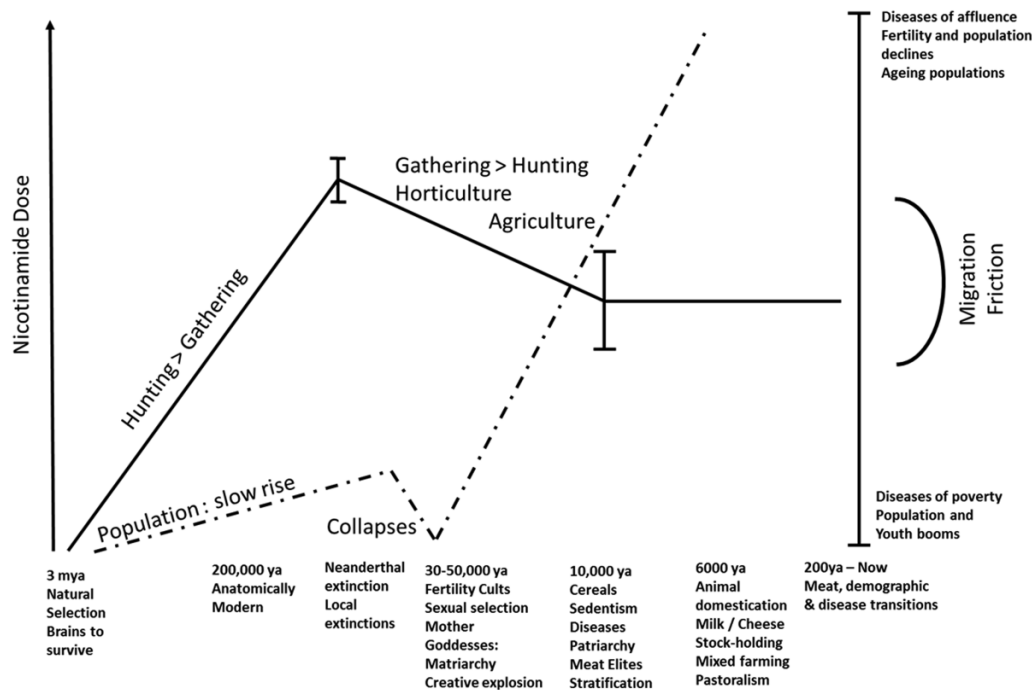 Nicotinamide Dose
Hunting > Gathering
Gathering > Hunting
Horticulture
Agriculture
Population : slow rise
Collapses
Diseases of affluence
Fertility and population
declines
Ageing populations
Migration
Friction
Diseases of poverty
Population and
Youth booms
3 mya
Natural
Selection
Brains to
survive
200,000 ya
Anatomically
Modern
Neanderthal
extinction
Local
extinctions
30-50,000 ya
Fertility Cults
Sexual selection
Mother
Goddesses:
Matriarchy
Creative explosion
10,000 ya
Cereals
Sedentism
Diseases
Patriarchy
Meat Elites
Stratification
6000 ya
Animal
domestication
Milk / Cheese
Stock-holding
Mixed farming
Pastoralism
200ya – Now
Meat, demographic
& disease transitions